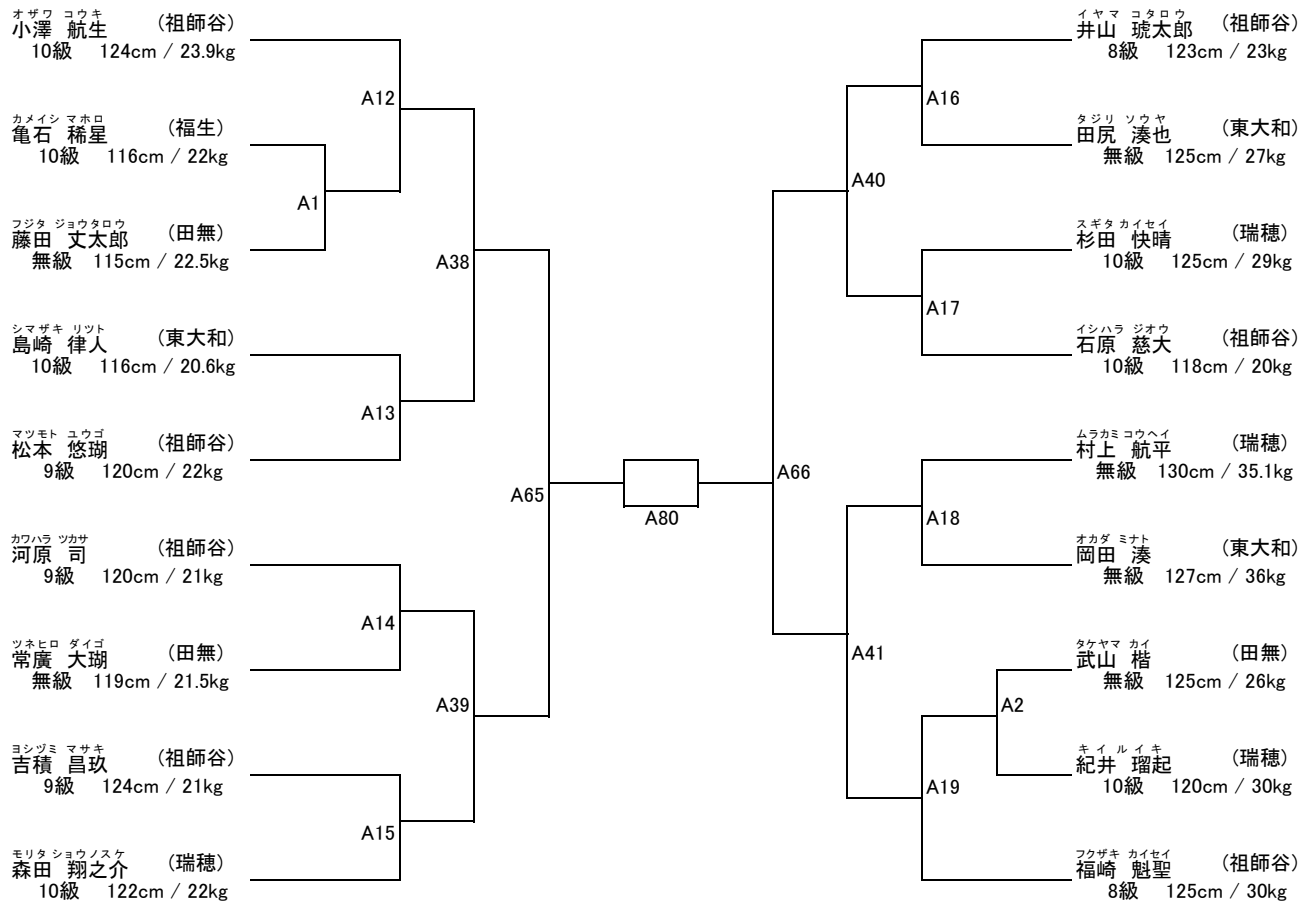 オザワ コウキ
小澤 航生 (祖師谷)
10級 124cm / 23.9kg
カメイシ マホロ
亀石 稀星 (福生)
10級 116cm / 22kg
フジタ ジョウタロウ
藤田 丈太郎 (田無)
無級 115cm / 22.5kg
シマザキ リツト
島崎 律人 (東大和)
10級 116cm / 20.6kg
マツモト ユウゴ
松本 悠瑚 (祖師谷)
9級 120cm / 22kg
カワハラ ツカサ
河原 司 (祖師谷)
9級 120cm / 21kg
ツネヒロ ダイゴ
常廣 大瑚 (田無)
無級 119cm / 21.5kg
ヨシヅミ マサキ
吉積 昌玖 (祖師谷)
9級 124cm / 21kg
モリタ ショウノスケ
森田 翔之介 (瑞穂)
10級 122cm / 22kg
A1
A12
A13
A14
A15
A38
A39
A65
A80
A66
A40
A41
A16
A17
A18
A19
A2
イヤマ コタロウ
井山 琥太郎 (祖師谷)
8級 123cm / 23kg
タジリ ソウヤ
田尻 湊也 (東大和)
無級 125cm / 27kg
スギタ カイセイ
杉田 快晴 (瑞穂)
10級 125cm / 29kg
イシハラ ジオウ
石原 慈大 (祖師谷)
10級 118cm / 20kg
ムラカミ コウヘイ
村上 航平 (瑞穂)
無級 130cm / 35.1kg
オカダ ミナト
岡田 湊 (東大和)
無級 127cm / 36kg
タケヤマ カイ
武山 楷 (田無)
無級 125cm / 26kg
キイ ルイキ
紀井 瑠起 (瑞穂)
10級 120cm / 30kg
フクザキ カイセイ
福崎 魁聖 (祖師谷)
8級 125cm / 30kg